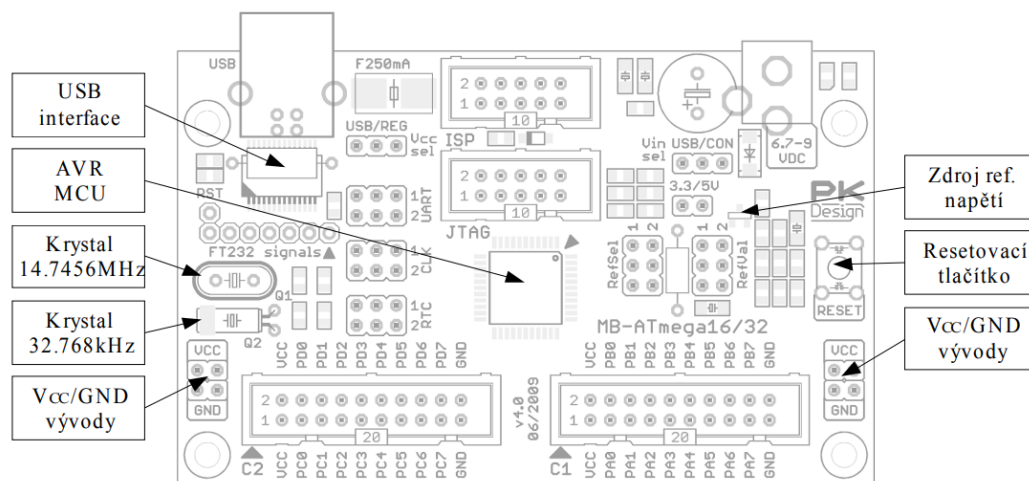 USB
interface
AVR
MCU
Krystal
14.7456MHz
Krystal
32.768kHz
Vcc/GND
vývody
USB
F250mA
USB/REG
Vcc
sel
ISP
2
1
10
2
1
10
JTAG
RST
FT232 signals
1
2
UART
1
2
CLK
1
2
RTC
Q1
Q2
Vin
sel
USB/CON
3.3/5V
6.7-9
VDC
PK
Design
1 2
RefSel
1 2
RefVal
RESET
MB-ATmega16/32
VCC
GND
VCC PD0 PD1 PD2 PD3 PD4 PD5 PD6 PD7 GND
2
1
20
C2
VCC PC0 PC1 PC2 PC3 PC4 PC5 PC6 PC7 GND
v4.0
06/2009
VCC PB0 PB1 PB2 PB3 PB4 PB5 PB6 PB7 GND
2
1
20
C1
VCC PA0 PA1 PA2 PA3 PA4 PA5 PA6 PA7 GND
VCC
GND
Zdroj ref.
napětí
Resetovací
tlačítko
Vcc/GND
vývody